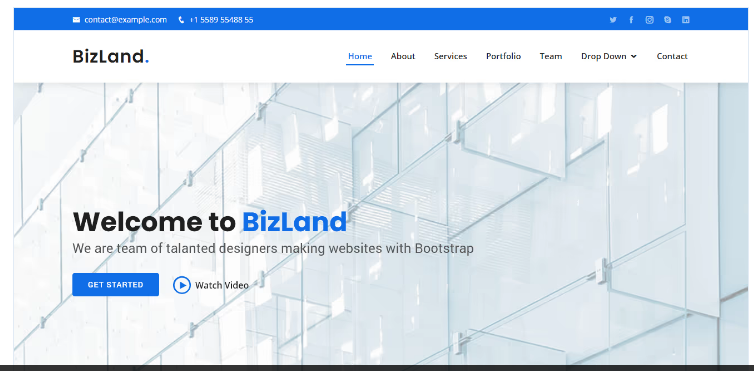 contact@example.com +1 5589 55488 55
BizLand.
Home About Services Portfolio Team Drop Down Contact
Welcome to BizLand
We are team of talanted designers making websites with Bootstrap
GET STARTED Watch Video